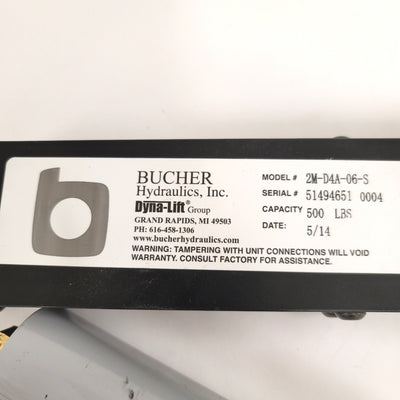 BUCHER
Hydraulics, Inc.
Dyna-Lift® Group
GRAND RAPIDS, MI 49503
PH: 616-458-1306
www.bucherhydraulics.com
MODEL # 2M-D4A-06-S
SERIAL # 51494651 0004
CAPACITY 500 LBS
DATE: 5/14
WARNING: TAMPERING WITH UNIT CONNECTIONS WILL VOID
WARRANTY. CONSULT FACTORY FOR ASSISTANCE.